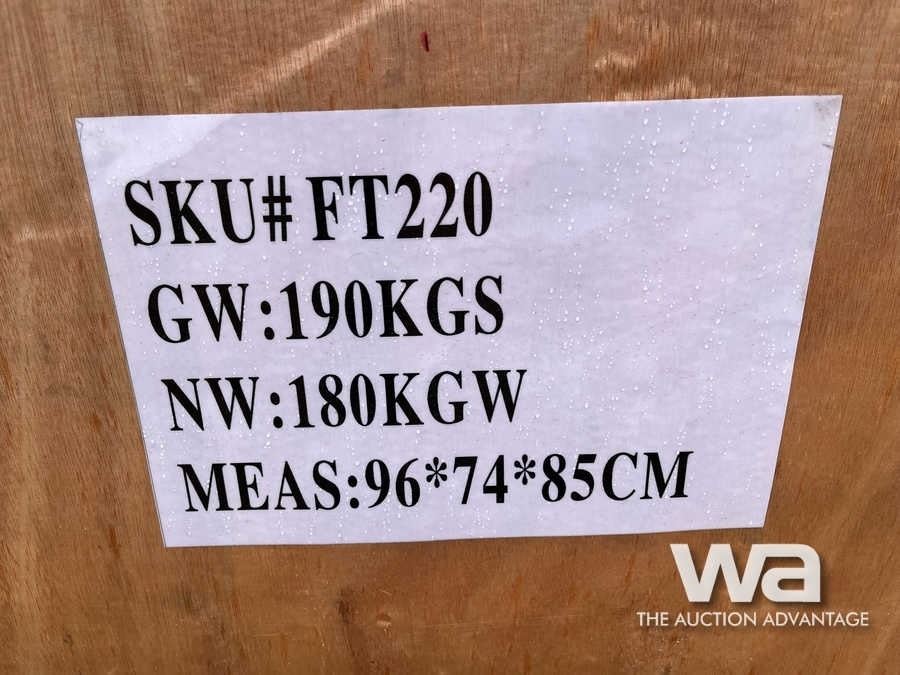 SKU# FT220
GW:190KGS
NW:180KGW
MEAS:96*74*85CM
wa
THE AUCTION ADVANTAGE